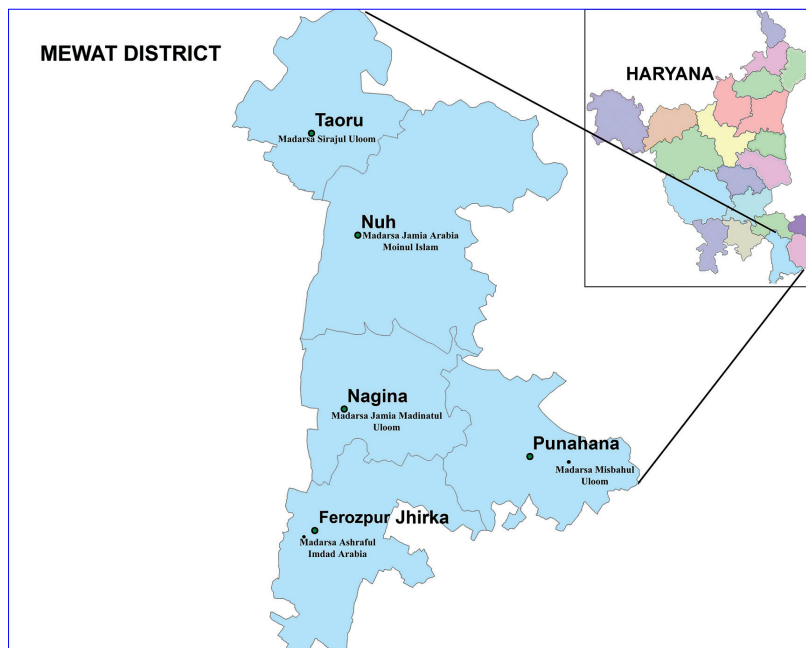 MEWAT DISTRICT
HARYANA
Taoru
Madarsa Sirajul Uloom
Nuh
Madarsa Jamia Arabia
Moinul Islam
Nagina
Madarsa Jamia Madinatul
Uloom
Punahana
Madarsa Misbahul
Uloom
Ferozpur Jhirka
Madarsa Ashraful
Imdad Arabia